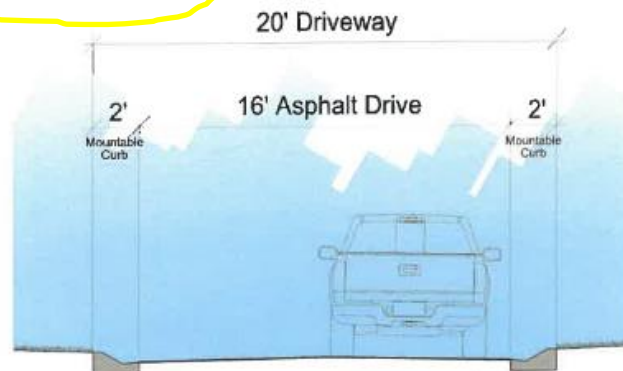 20' Driveway
2'
16' Asphalt Drive
2'
Mountable
Curb
Mountable
Curb